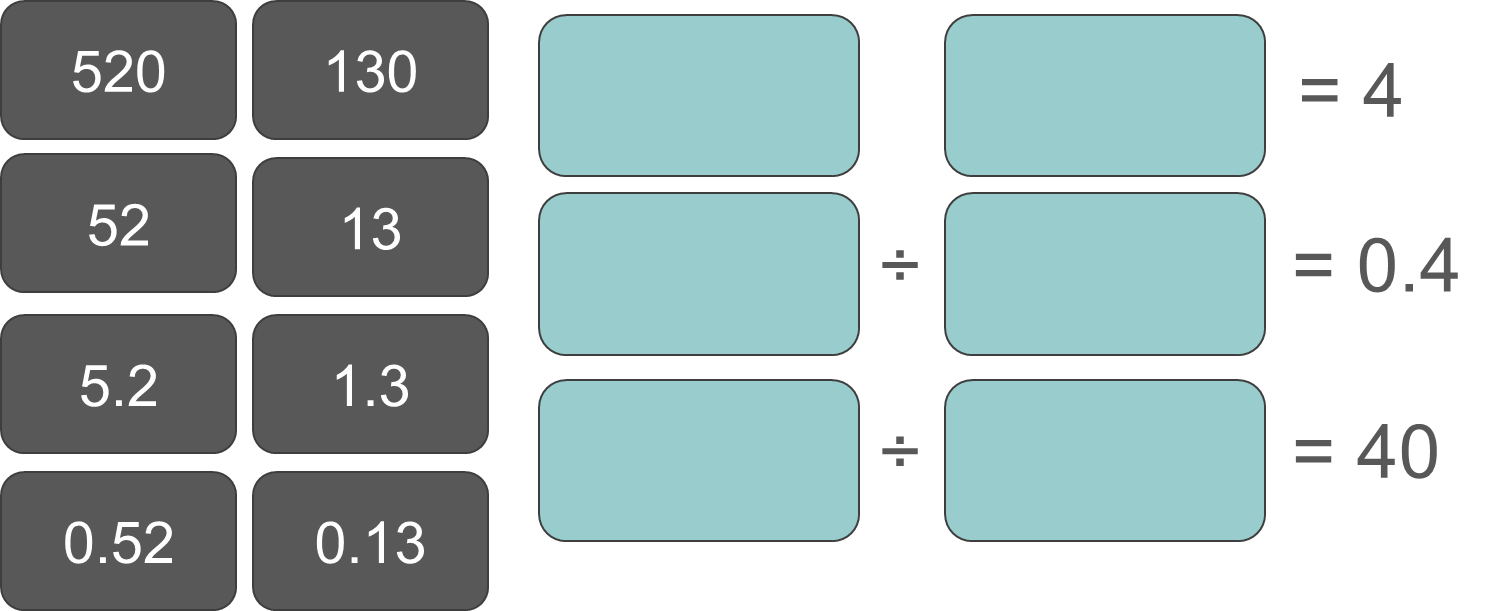 520 130
52 13
5.2 1.3
0.52 0.13
= 4
÷ = 0.4
÷ = 40